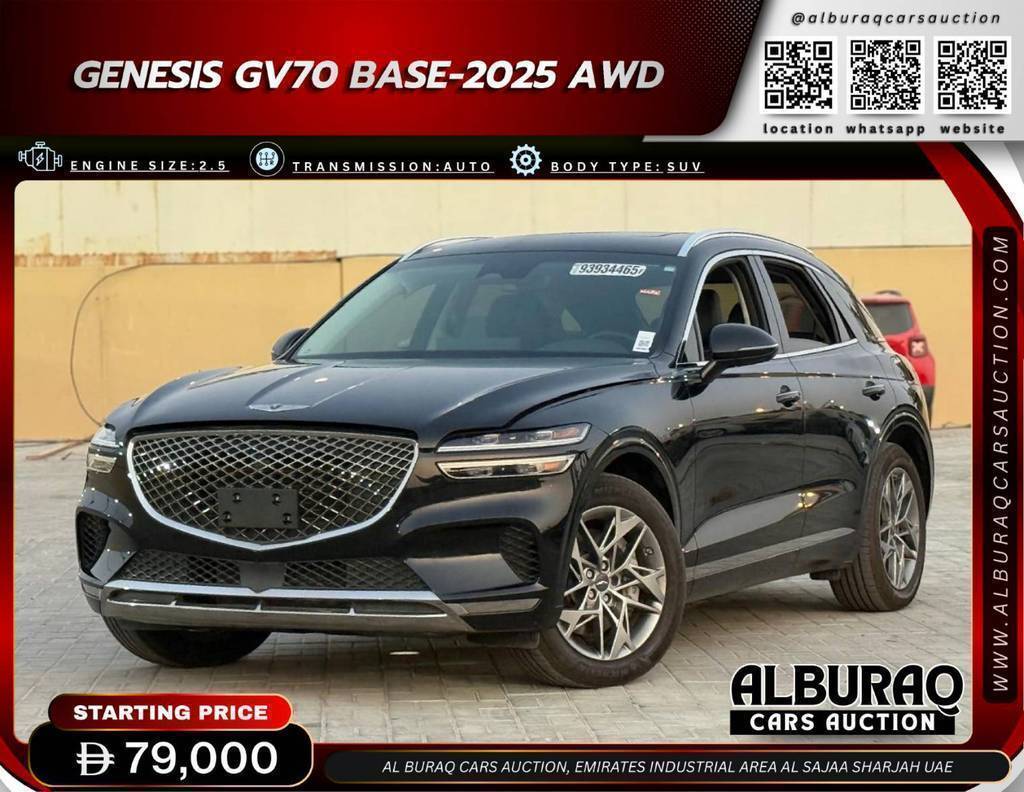 @alburaqcarsauction
GENESIS GV70 BASE-2025 AWD
location whatsapp website
ENGINE SIZE:2.5 TRANSMISSION:AUTO BODY TYPE: SUV
93934465
WWW.ALBURAQCARSAUCTION.COM
ALBURAQ
CARS AUCTION
STARTING PRICE
79,000
AL BURAQ CARS AUCTION, EMIRATES INDUSTRIAL AREA AL SAJAA SHARJAH UAE